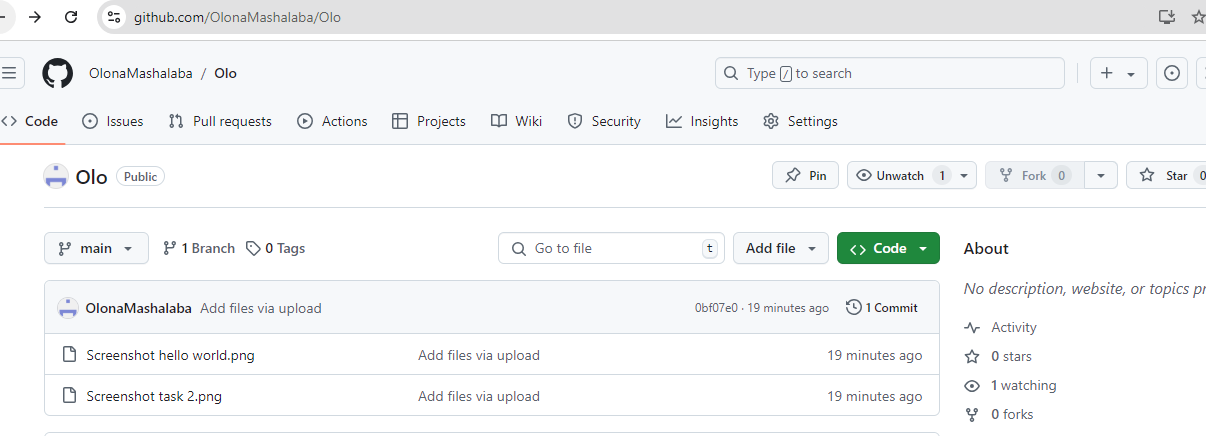 github.com/OlonaMashalaba/Olo
OlonaMashalaba / Olo
Type / to search
Code Issues Pull requests Actions Projects Wiki Security Insights Settings
Olo Public
Pin Unwatch 1 Fork 0 Star 0
main 1 Branch 0 Tags Go to file t Add file Code
About
No description, website, or topics
OlonaMashalaba Add files via upload 0bf07e0 · 19 minutes ago 1 Commit
Screenshot hello world.png Add files via upload 19 minutes ago
Screenshot task 2.png Add files via upload 19 minutes ago
Activity
0 stars
1 watching
0 forks